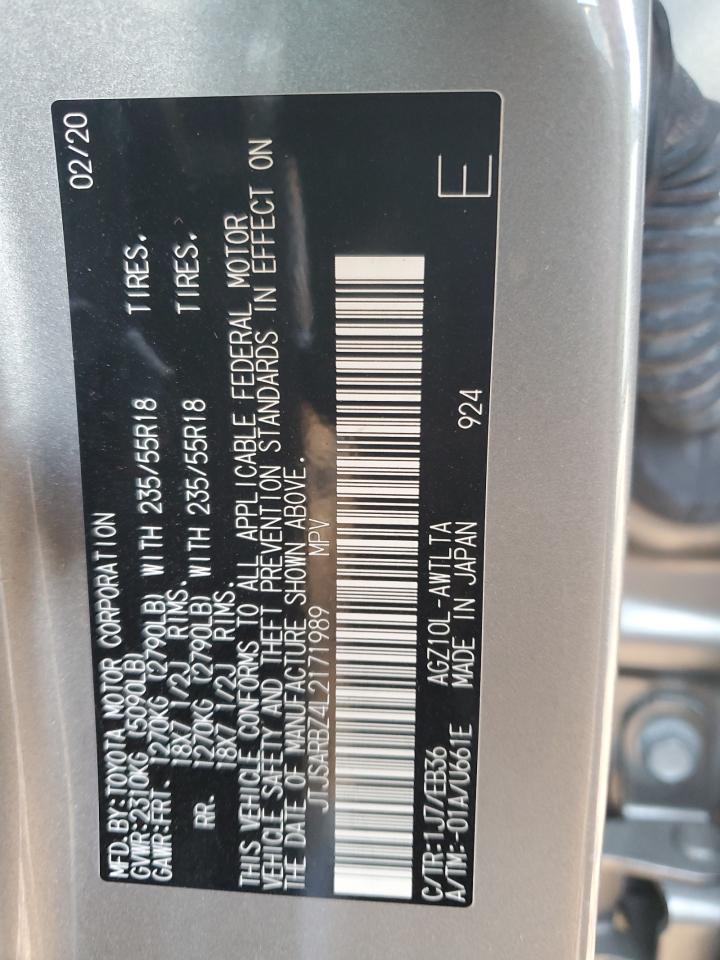 MFD.BY:TOYOTA MOTOR CORPORATION 02/20
GVWR:2310KG (5090LB)
GAWR:FR. 1270KG (2790LB) WITH 235/55R18 TIRES.
18X7 1/2J RIMS.
RR. 1270KG (2790LB) WITH 235/55R18 TIRES.
18X7 1/2J RIMS.
THIS VEHICLE CONFORMS TO ALL APPLICABLE FEDERAL MOTOR
VEHICLE SAFETY AND THEFT PREVENTION STANDARDS IN EFFECT ON
THE DATE OF MANUFACTURE SHOWN ABOVE.
JTJSARBZ4L2171989 MPV
C/TR:1J7/EB36 AGZ10L-AWTLTA
A/TM:-01A/U661E MADE IN JAPAN 924 E